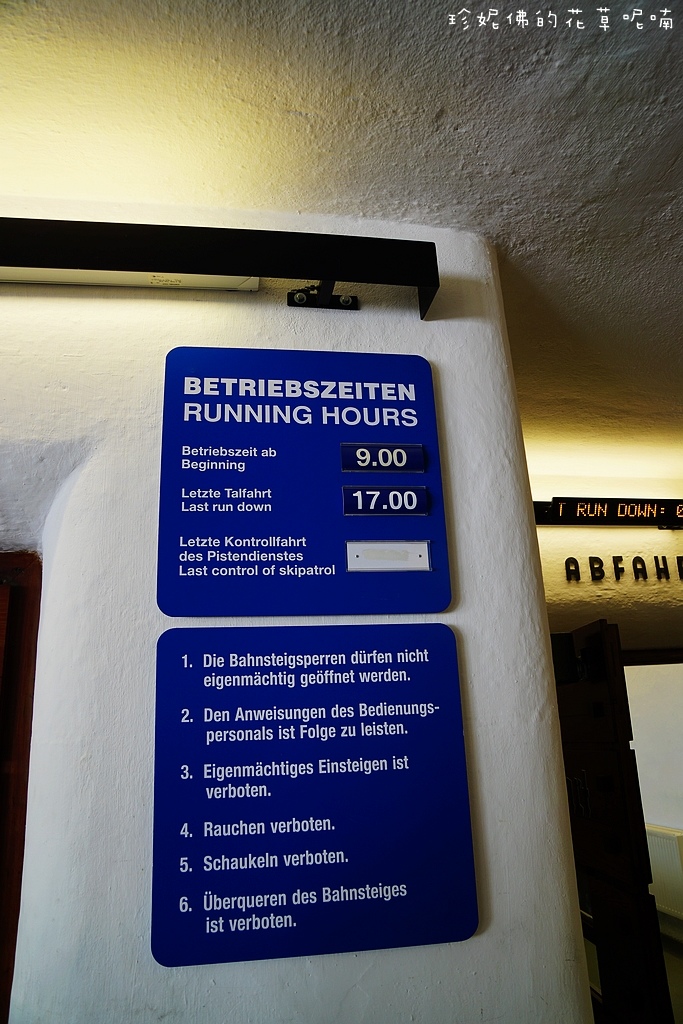 珍妮佛的花草呢喃
BETRIEBSZEITEN
RUNNING HOURS
Betriebszeit ab
Beginning
9.00
Letzte Talfahrt
Last run down
17.00
Letzte Kontrollfahrt
des Pistendienstes
Last control of skipatrol
T RUN DOWN:
ABFAH
1. Die Bahnsteigsperren dürfen nicht
eigenmächtig geöffnet werden.
2. Den Anweisungen des Bedienungs-
personals ist Folge zu leisten.
3. Eigenmächtiges Einsteigen ist
verboten.
4. Rauchen verboten.
5. Schaukeln verboten.
6. Überqueren des Bahnsteiges
ist verboten.